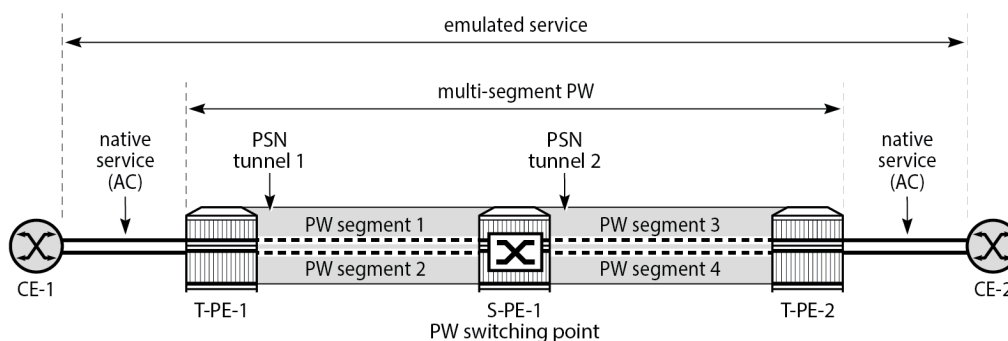 emulated service
multi-segment PW
native
service
(AC)
PSN
tunnel 1
PSN
tunnel 2
native
service
(AC)
PW segment 1
PW segment 3
PW segment 2
PW segment 4
CE-1
T-PE-1
S-PE-1
PW switching point
T-PE-2
CE-2